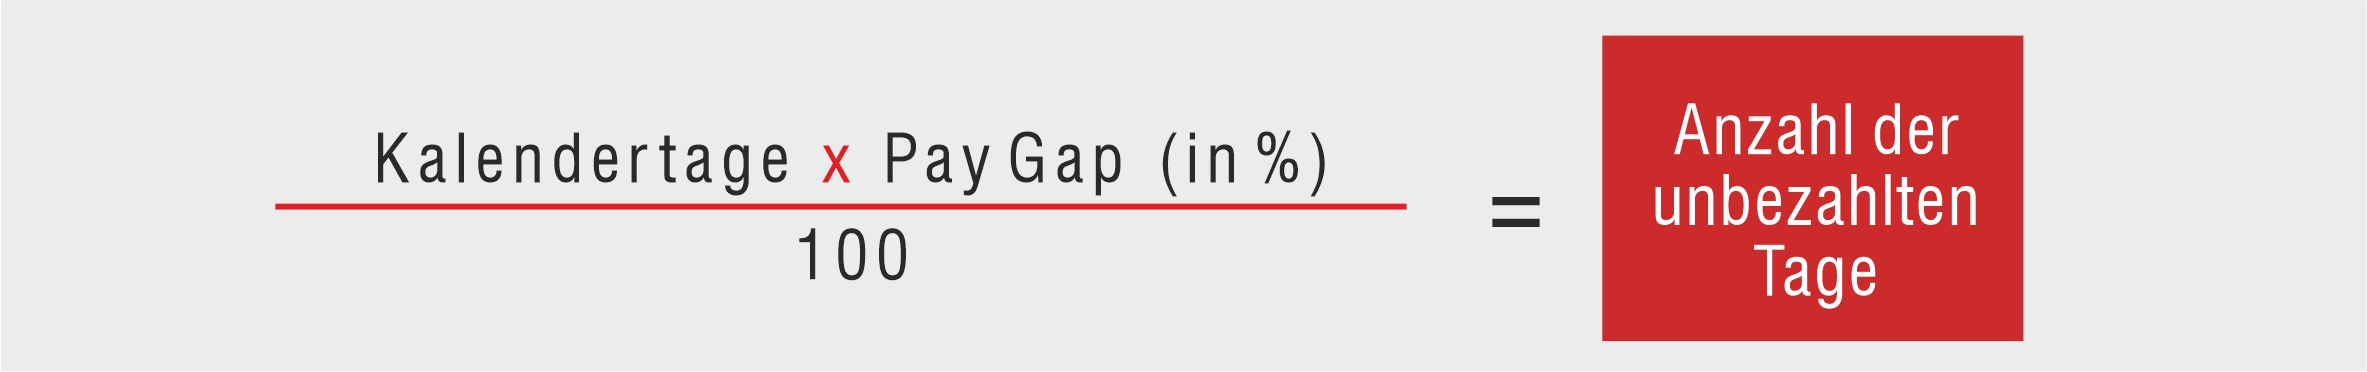 Kalendertage x Pay Gap (in %)
100
=
Anzahl der
unbezahlten
Tage